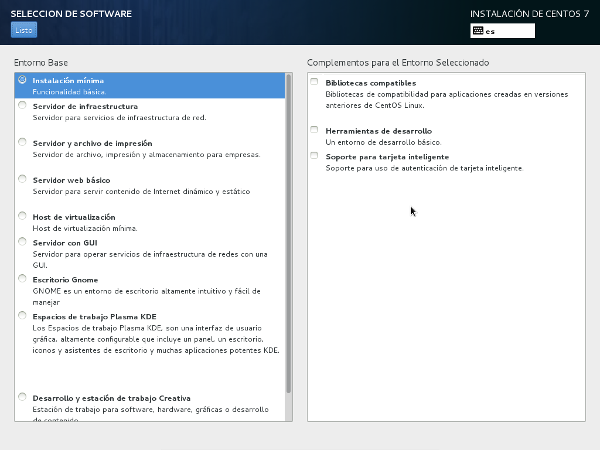 SELECCION DE SOFTWARE
INSTALACIÓN DE CENTOS 7
Listo
es
Entorno Base
Instalación mínima
Funcionalidad básica.
Servidor de infraestructura
Servidor para servicios de infraestructura de red.
Servidor y archivo de impresión
Servidor de archivo, impresión y almacenamiento para empresas.
Servidor web básico
Servidor para servir contenido de Internet dinámico y estático
Host de virtualización
Host de virtualización mínima.
Servidor con GUI
Servidor para operar servicios de infraestructura de redes con una
GUI.
Escritorio Gnome
GNOME es un entorno de escritorio altamente intuitivo y fácil de
manejar
Espacios de trabajo Plasma KDE
Los Espacios de trabajo Plasma KDE, son una interfaz de usuario
gráfica, altamente configurable que incluye un panel, un escritorio,
iconos y asistentes de escritorio y muchas aplicaciones potentes KDE.
Desarrollo y estación de trabajo Creativa
Estación de trabajo para software, hardware, gráficas o desarrollo
de contenido.
Complementos para el Entorno Seleccionado
Bibliotecas compatibles
Bibliotecas de compatibilidad para aplicaciones creadas en versiones
anteriores de CentOS Linux.
Herramientas de desarrollo
Un entorno de desarrollo básico.
Soporte para tarjeta inteligente
Soporte para uso de autenticación de tarjeta inteligente.